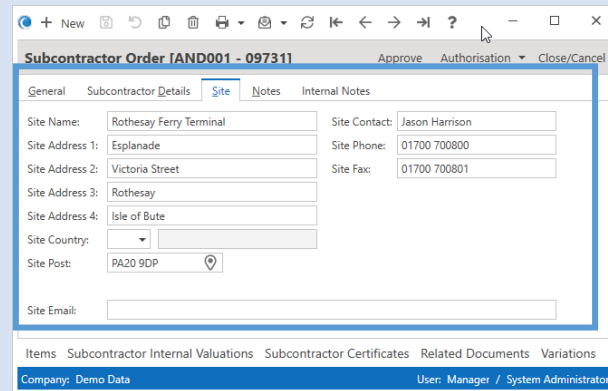 New
Subcontractor Order [AND001 - 09731] Approve Authorisation Close/Cancel
General Subcontractor Details Site Notes Internal Notes
Site Name: Rothesay Ferry Terminal Site Contact: Jason Harrison
Site Address 1: Esplanade Site Phone: 01700 700800
Site Address 2: Victoria Street Site Fax: 01700 700801
Site Address 3: Rothesay
Site Address 4: Isle of Bute
Site Country:
Site Post: PA20 9DP
Site Email:
Items Subcontractor Internal Valuations Subcontractor Certificates Related Documents Variations
Company: Demo Data User: Manager / System Administrator